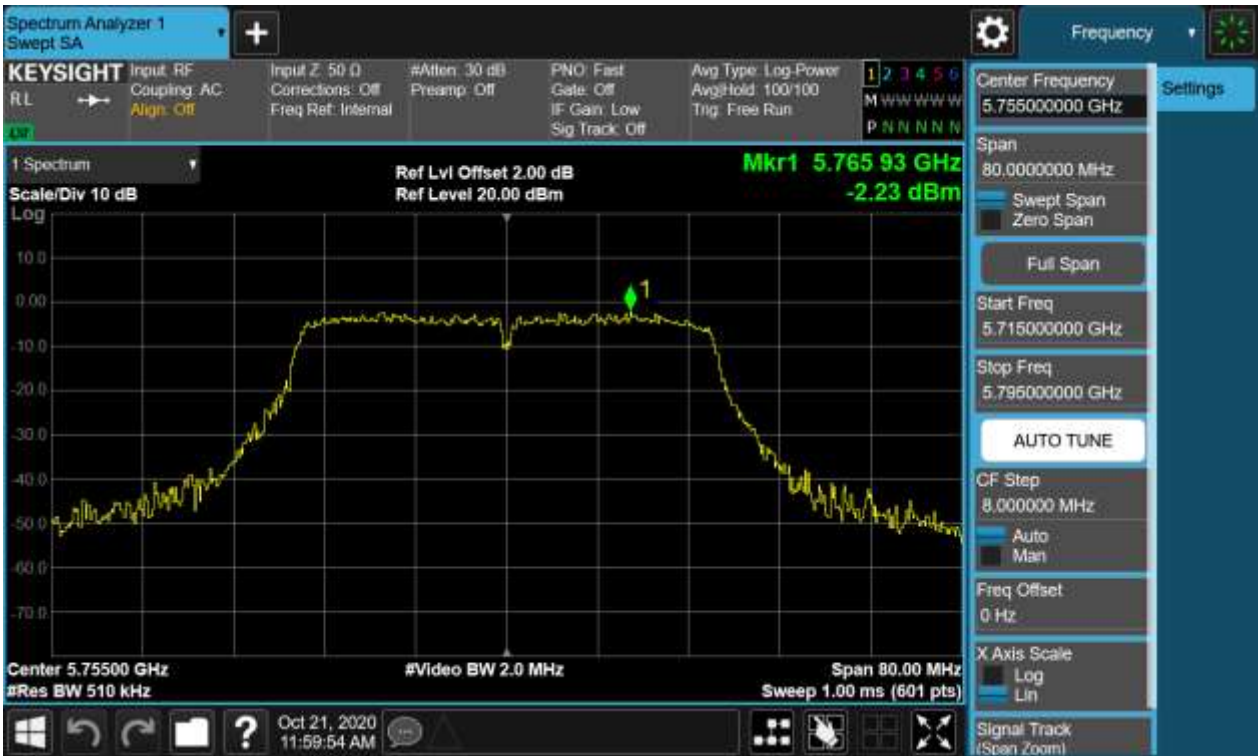 Spectrum Analyzer 1
Swept SA
+
Frequency
KEYSIGHT
RL
Input: RF
Coupling: AC
Align: Off
Input Z: 50 Ω
Corrections: Off
Freq Ref: Internal
#Atten: 30 dB
Preamp: Off
PNO: Fast
Gate: Off
IF Gain: Low
Sig Track: Off
Avg Type: Log-Power
Avg|Hold: 100/100
Trig: Free Run
1 2 3 4 5 6
M W W W W W
P N N N N N
Center Frequency
5.755000000 GHz
Settings
Span
80.0000000 MHz
Swept Span
Zero Span
Full Span
Start Freq
5.715000000 GHz
Stop Freq
5.795000000 GHz
AUTO TUNE
CF Step
8.000000 MHz
Auto
Man
Freq Offset
0 Hz
X Axis Scale
Log
Lin
Signal Track
(Span Zoom)
1 Spectrum
Scale/Div 10 dB
Ref Lvl Offset 2.00 dB
Ref Level 20.00 dBm
Mkr1 5.765 93 GHz
-2.23 dBm
Log
10.0
0.00
1
-10.0
-20.0
-30.0
-40.0
-50.0
-60.0
-70.0
Center 5.75500 GHz
#Video BW 2.0 MHz
Span 80.00 MHz
#Res BW 510 kHz
Sweep 1.00 ms (601 pts)
?
Oct 21, 2020
11:59:54 AM